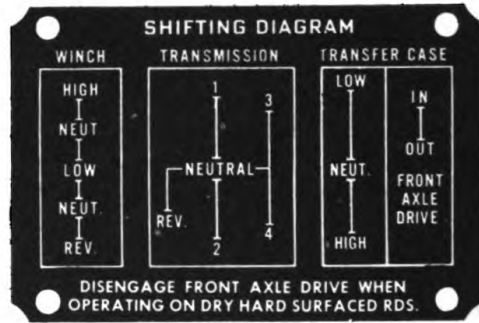 SHIFTING DIAGRAM
WINCH
HIGH
NEUT.
LOW
NEUT.
REV.
TRANSMISSION
1 3
NEUTRAL
REV.
2 4
TRANSFER CASE
LOW
NEUT.
HIGH
IN
OUT
FRONT
AXLE
DRIVE
DISENGAGE FRONT AXLE DRIVE WHEN
OPERATING ON DRY HARD SURFACED RDS.